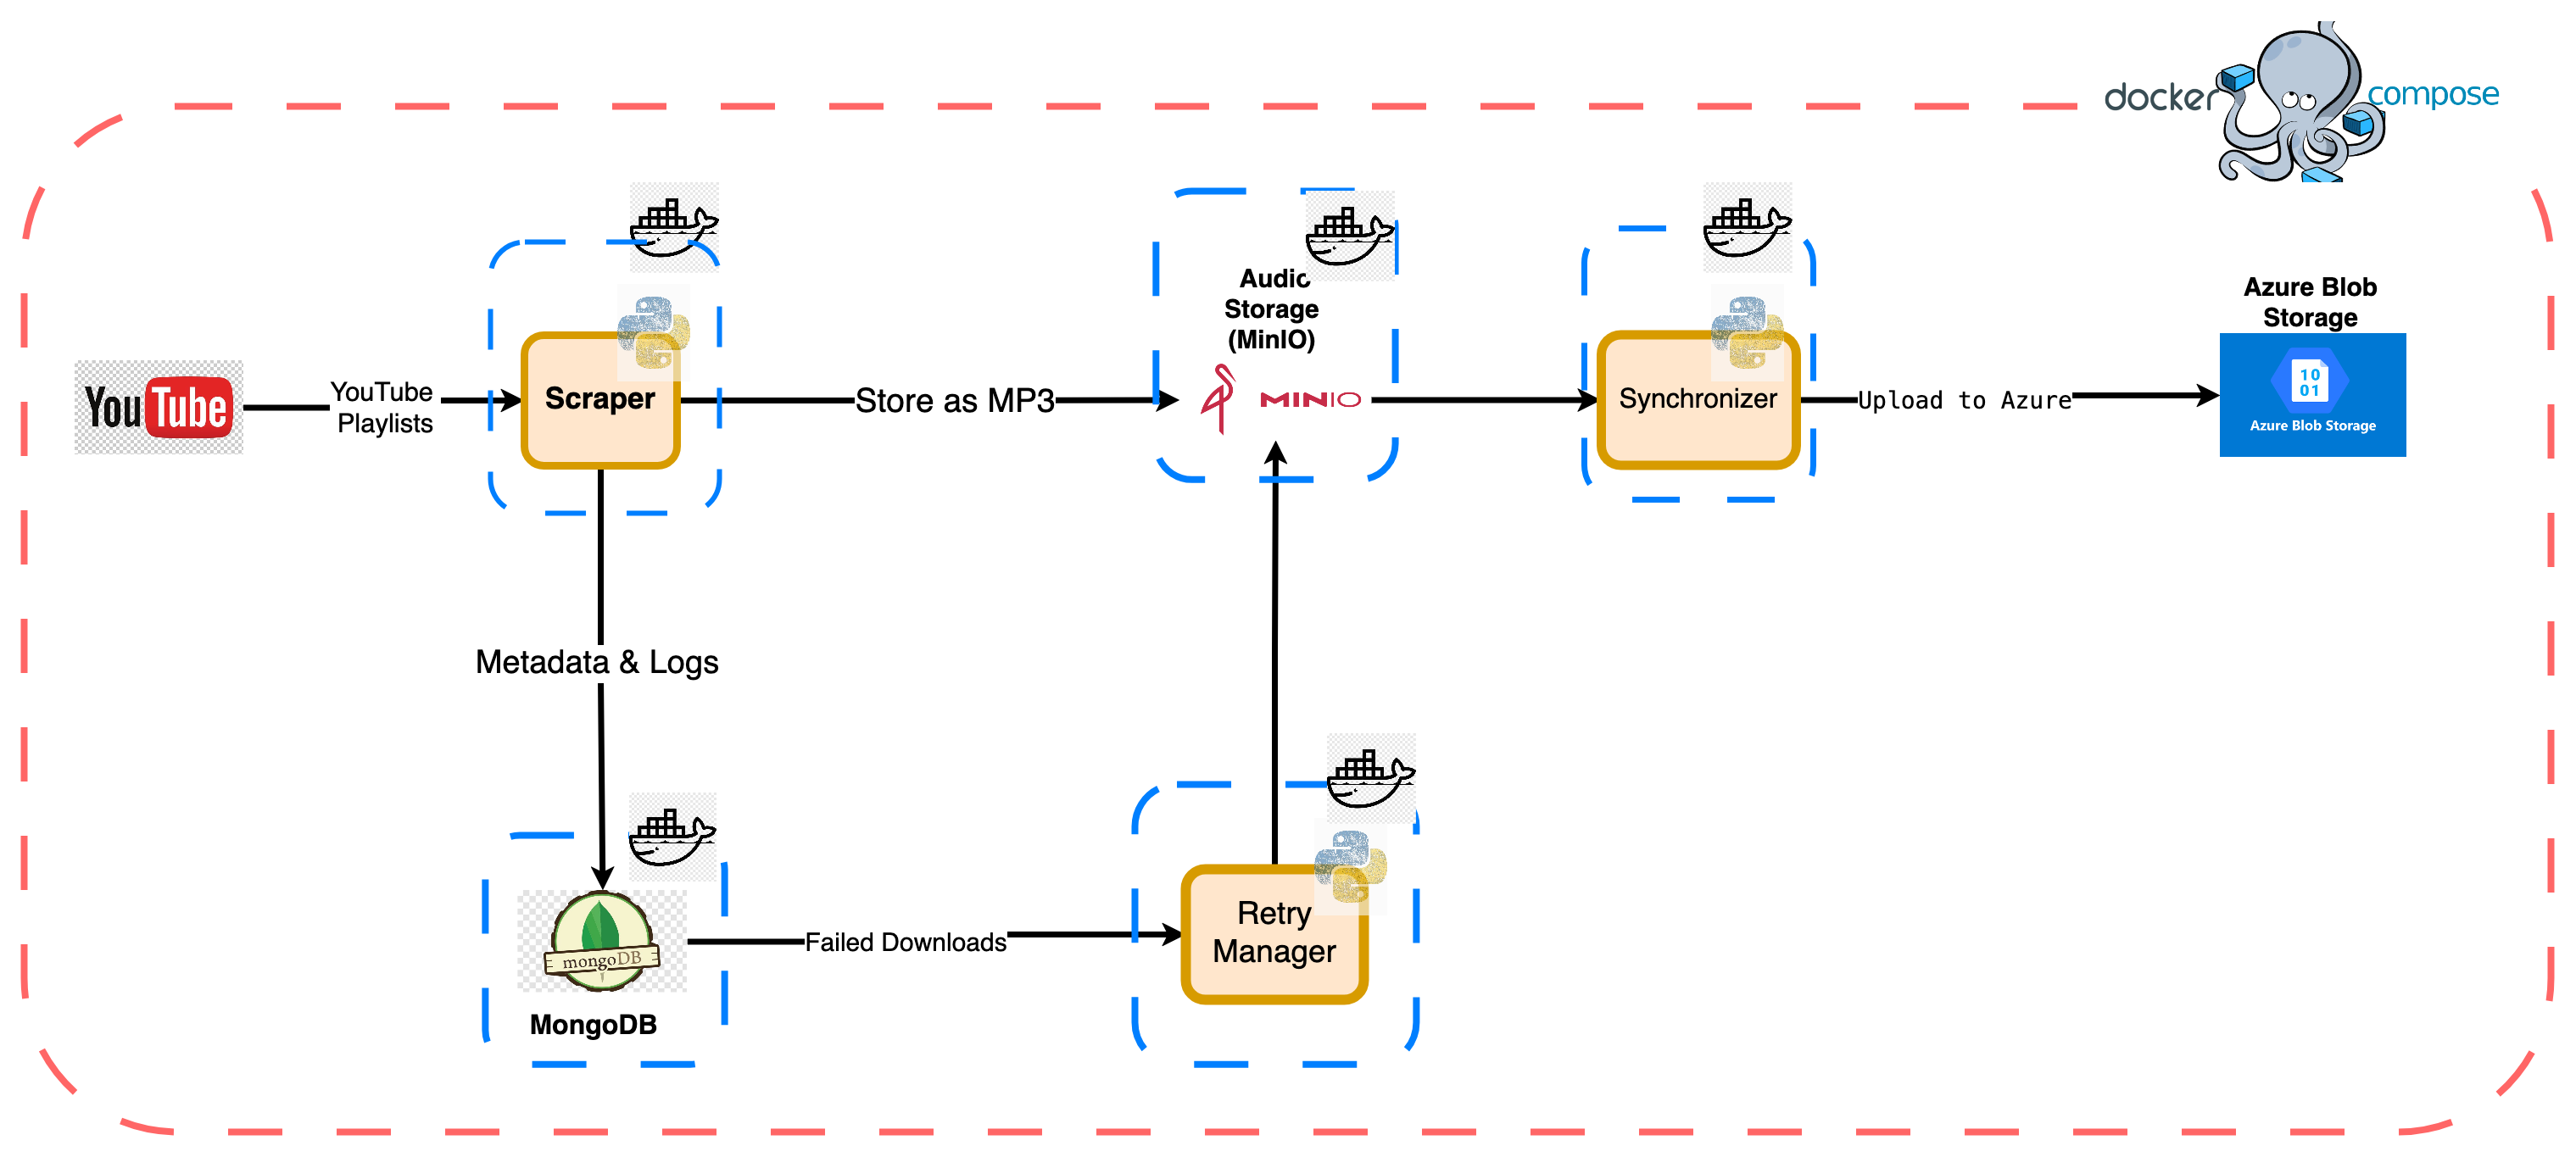 docker compose
YouTube
YouTube
Playlists
Scraper
Store as MP3
Audio
Storage
(MinIO)
MINIO
Synchronizer
Upload to Azure
Azure Blob
Storage
10
01
Azure Blob Storage
Metadata & Logs
mongoDB
MongoDB
Failed Downloads
Retry
Manager